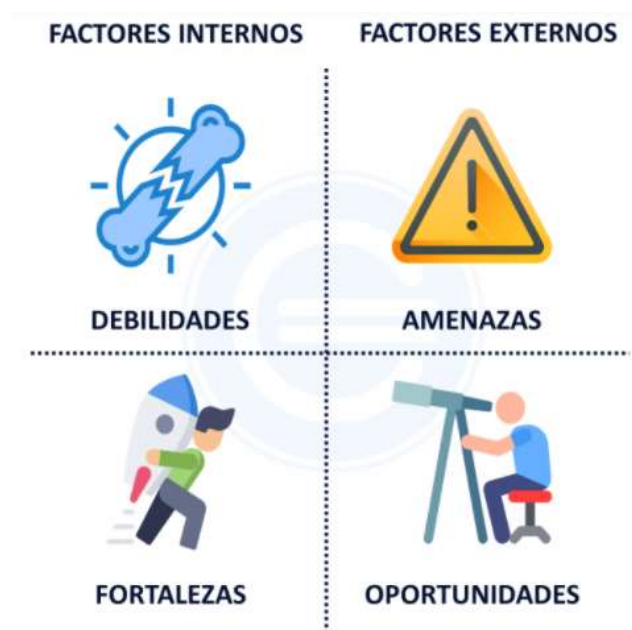 FACTORES INTERNOS
FACTORES EXTERNOS
DEBILIDADES
AMENAZAS
FORTALEZAS
OPORTUNIDADES